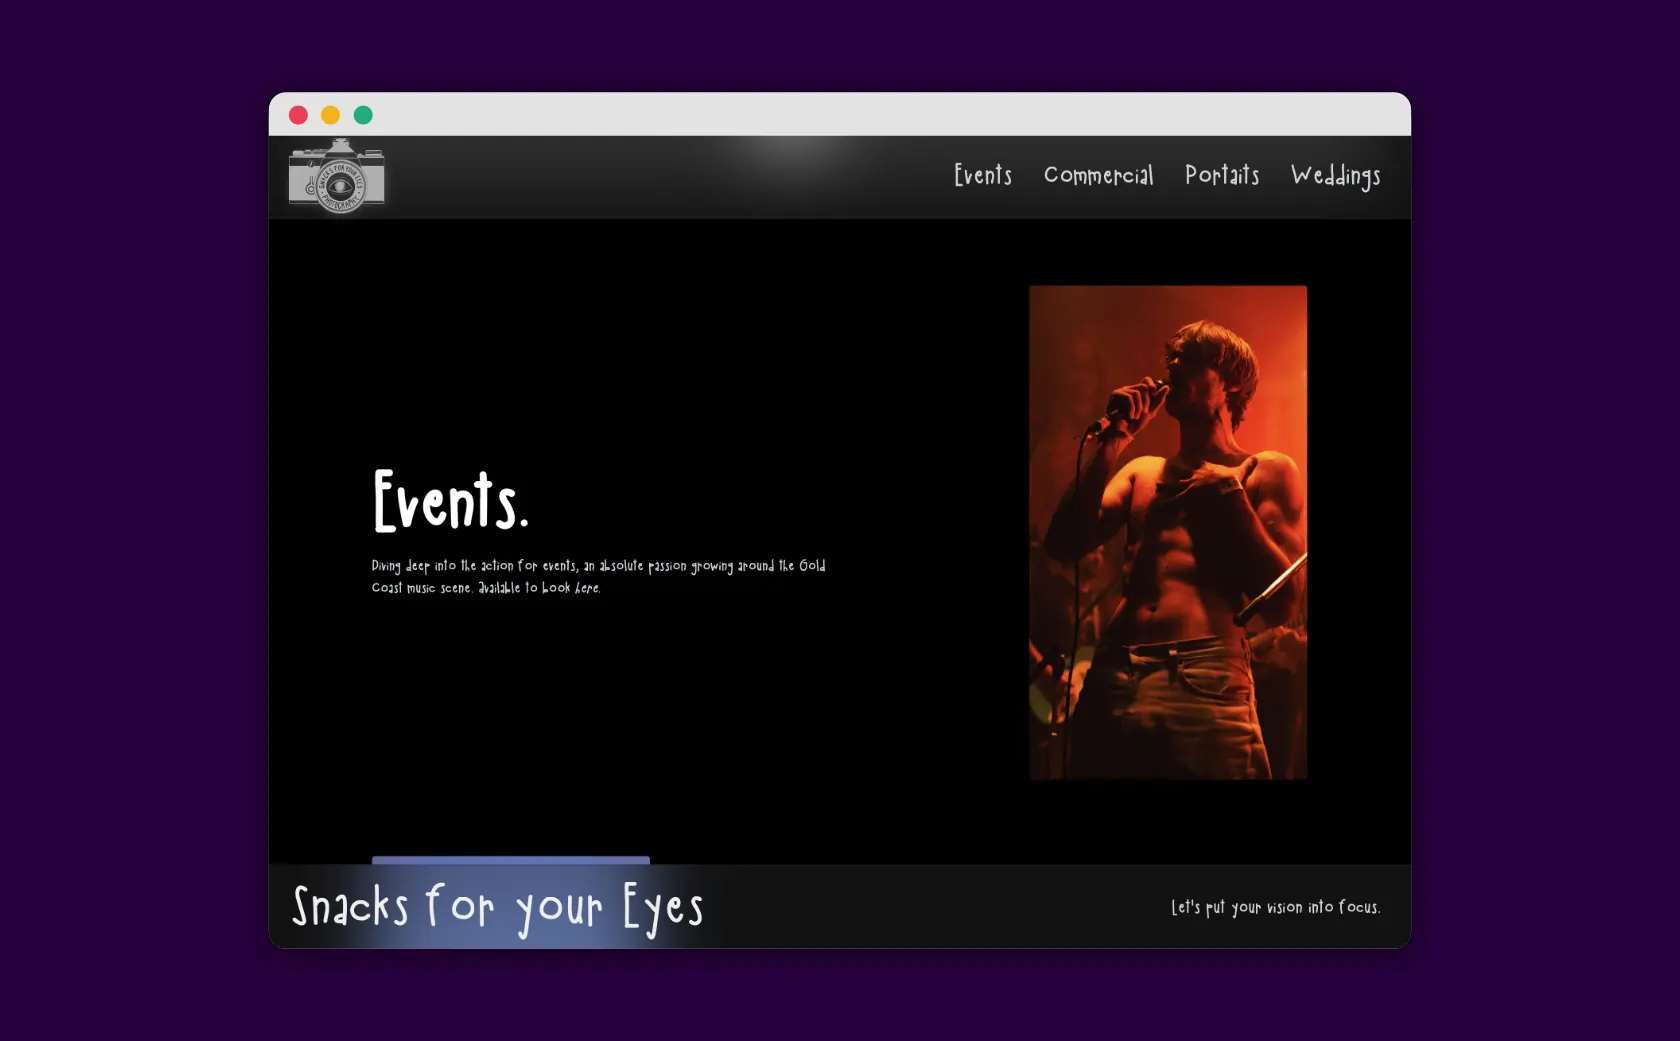 SNACKS FOR YOUR EYES
PHOTOGRAPHY
Events
Commercial
Portaits
Weddings
Events.
Diving deep into the action for events, an absolute passion growing around the Gold
Coast music scene. available to book here.
Snacks for your Eyes
Let's put your vision into focus.